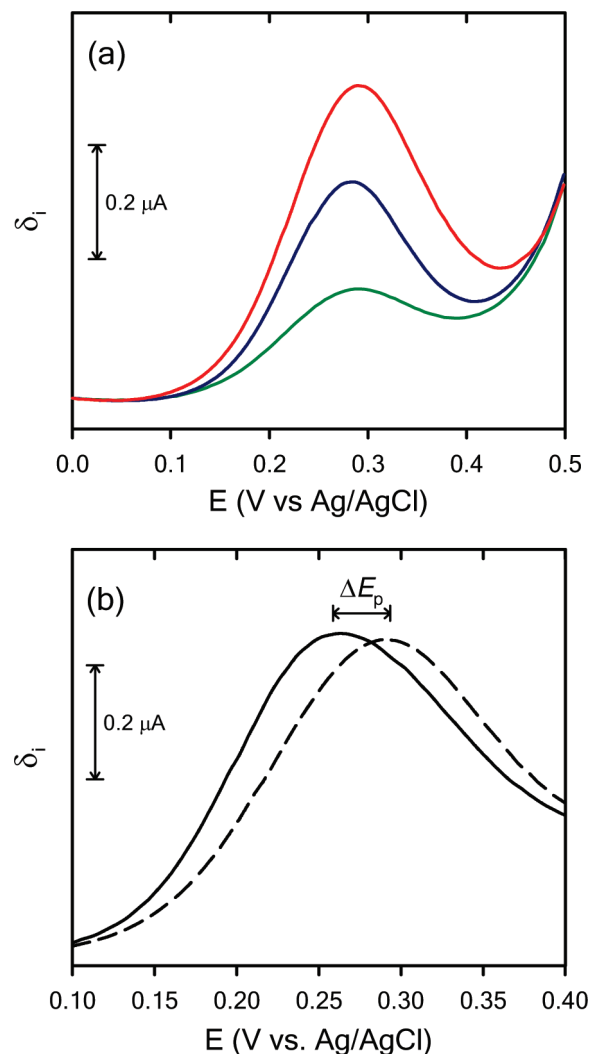 (a)
0.2 μA
δi
0.0 0.1 0.2 0.3 0.4 0.5
E (V vs Ag/AgCl)
(b)
ΔEp
0.2 μA
δi
0.10 0.15 0.20 0.25 0.30 0.35 0.40
E (V vs. Ag/AgCl)